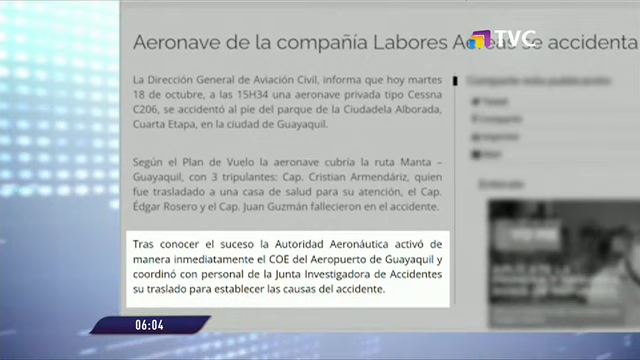 TVC
Aeronave de la compañía Labores Aéreas se accidenta
La Dirección General de Aviación Civil, informa que hoy martes
18 de octubre, a las 15H34 una aeronave privada tipo Cessna
C206, se accidentó al pie del parque de la Ciudadela Alborada,
Cuarta Etapa, en la ciudad de Guayaquil.
Según el Plan de Vuelo la aeronave cubría la ruta Manta –
Guayaquil, con 3 tripulantes: Cap. Cristian Armendáriz, quien
fue trasladado a una casa de salud para su atención, el Cap.
Édgar Rosero y el Cap. Juan Guzmán fallecieron en el accidente.
Tras conocer el suceso la Autoridad Aeronáutica activó de
manera inmediatamente el COE del Aeropuerto de Guayaquil y
coordinó con personal de la Junta Investigadora de Accidentes
su traslado para establecer las causas del accidente.
06:04